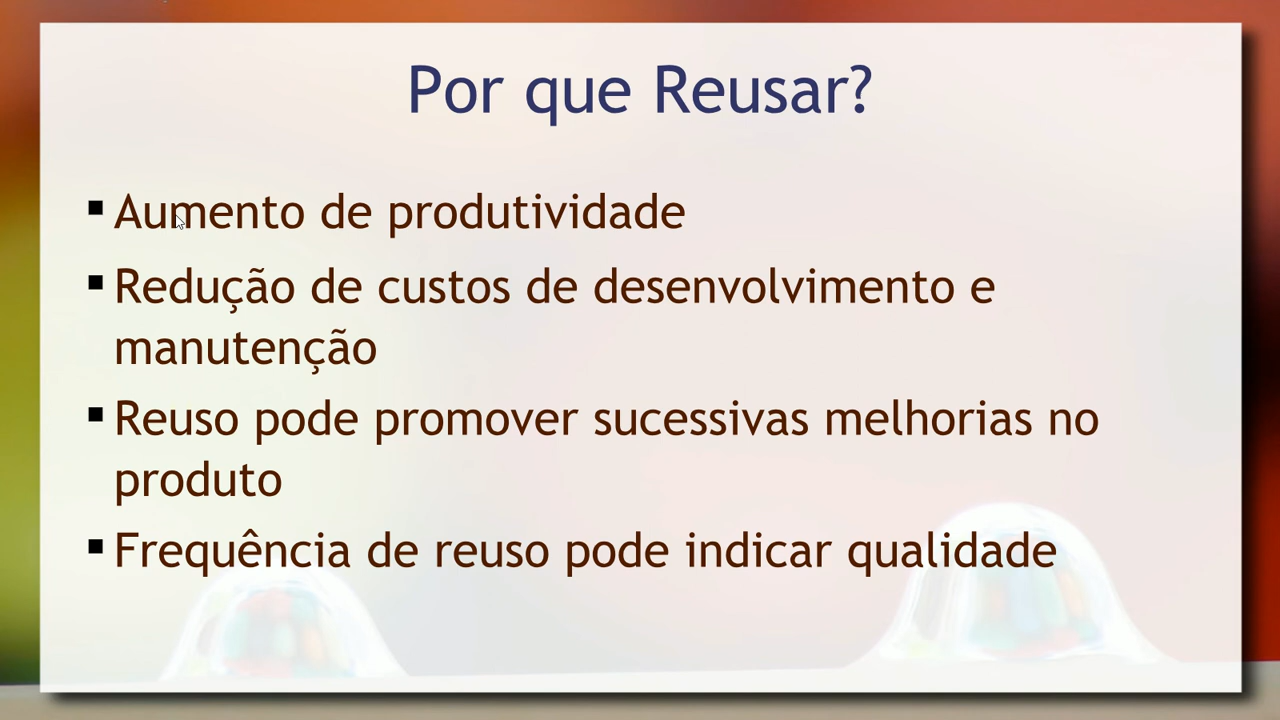 Por que Reusar?
▪ Aumento de produtividade
▪ Redução de custos de desenvolvimento e
manutenção
▪ Reuso pode promover sucessivas melhorias no
produto
▪ Frequência de reuso pode indicar qualidade